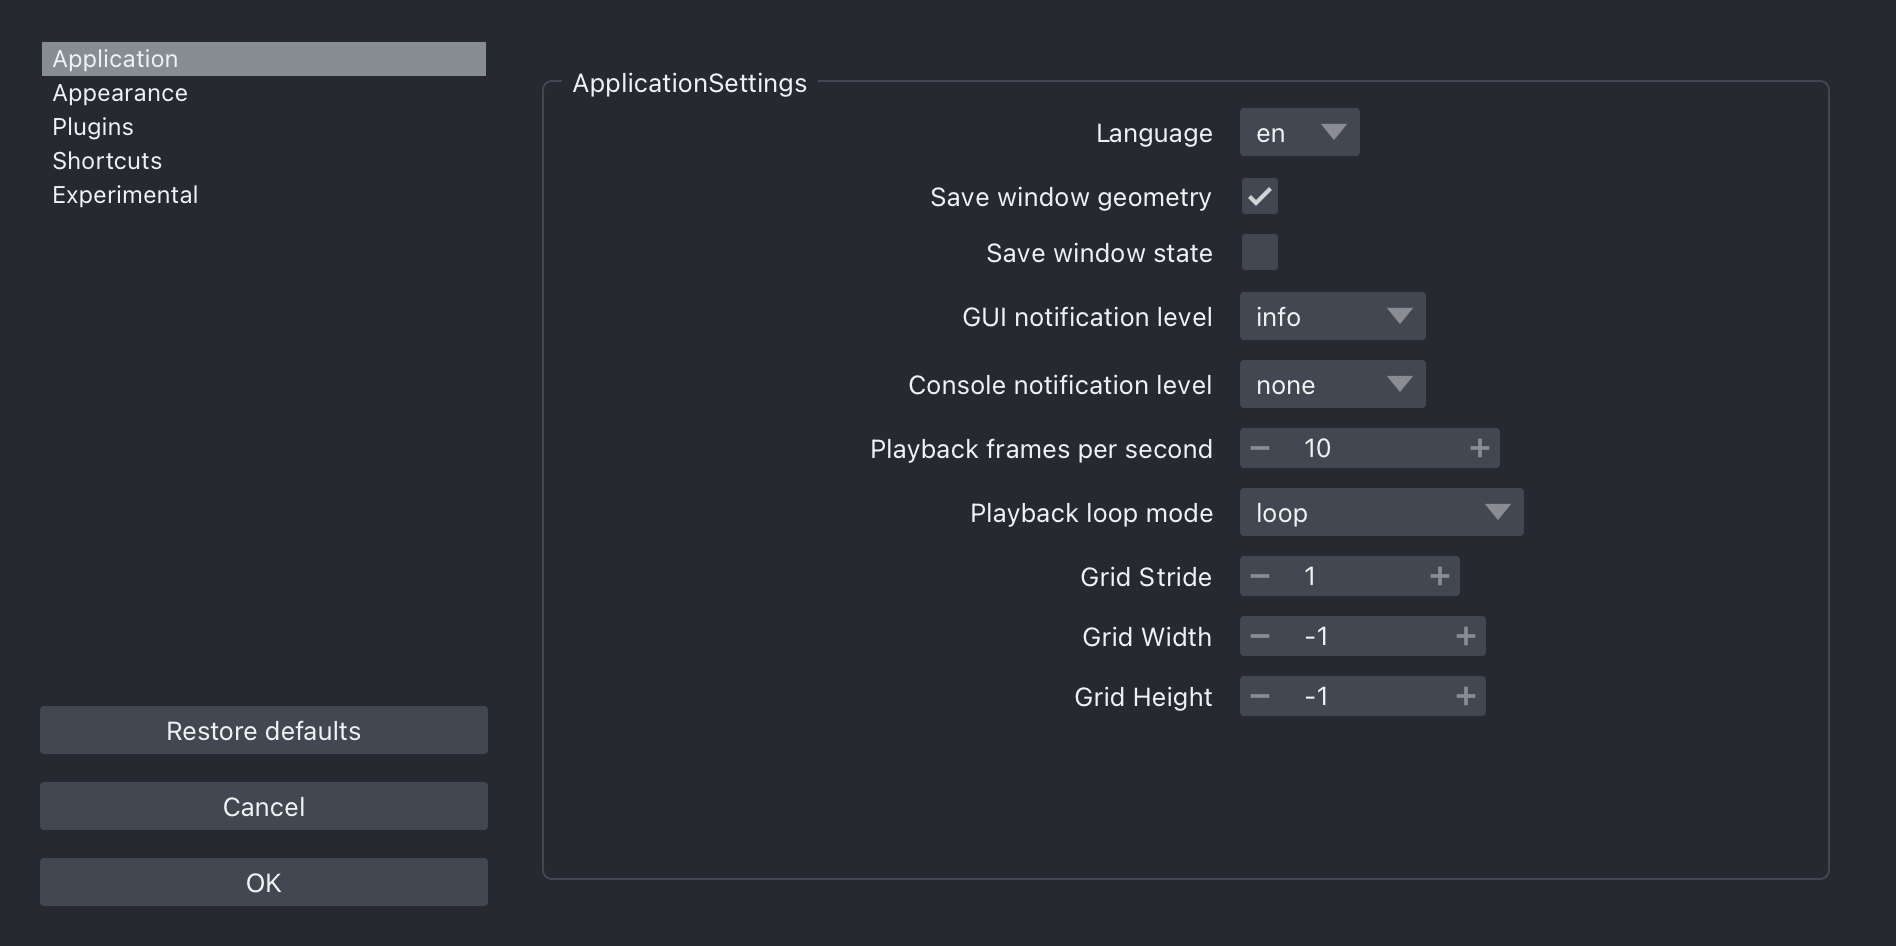 Application
Appearance
Plugins
Shortcuts
Experimental
Restore defaults
Cancel
OK
ApplicationSettings
Language en
Save window geometry
Save window state
GUI notification level info
Console notification level none
Playback frames per second − 10 +
Playback loop mode loop
Grid Stride − 1 +
Grid Width − -1 +
Grid Height − -1 +